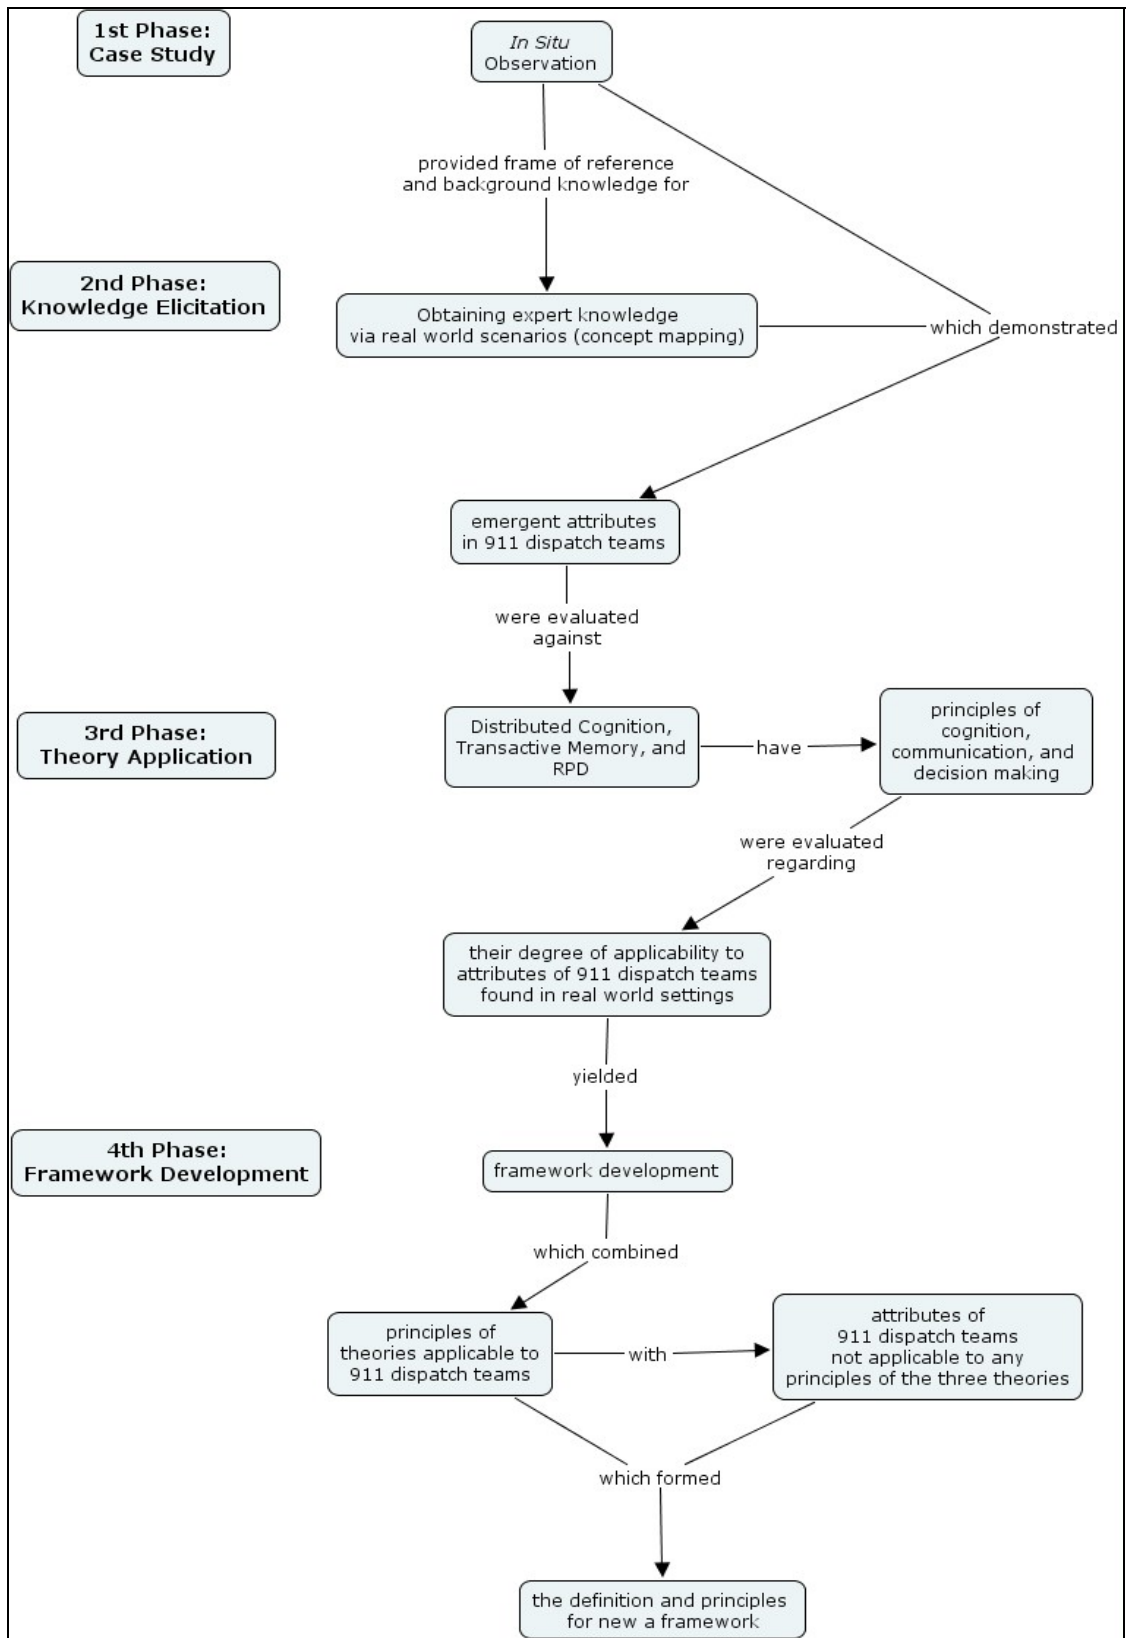 1st Phase:
Case Study
In Situ
Observation
provided frame of reference
and background knowledge for
2nd Phase:
Knowledge Elicitation
Obtaining expert knowledge
via real world scenarios (concept mapping)
which demonstrated
emergent attributes
in 911 dispatch teams
were evaluated
against
3rd Phase:
Theory Application
Distributed Cognition,
Transactive Memory, and
RPD
have
principles of
cognition,
communication, and
decision making
were evaluated
regarding
their degree of applicability to
attributes of 911 dispatch teams
found in real world settings
yielded
4th Phase:
Framework Development
framework development
which combined
principles of
theories applicable to
911 dispatch teams
with
attributes of
911 dispatch teams
not applicable to any
principles of the three theories
which formed
the definition and principles
for new a framework